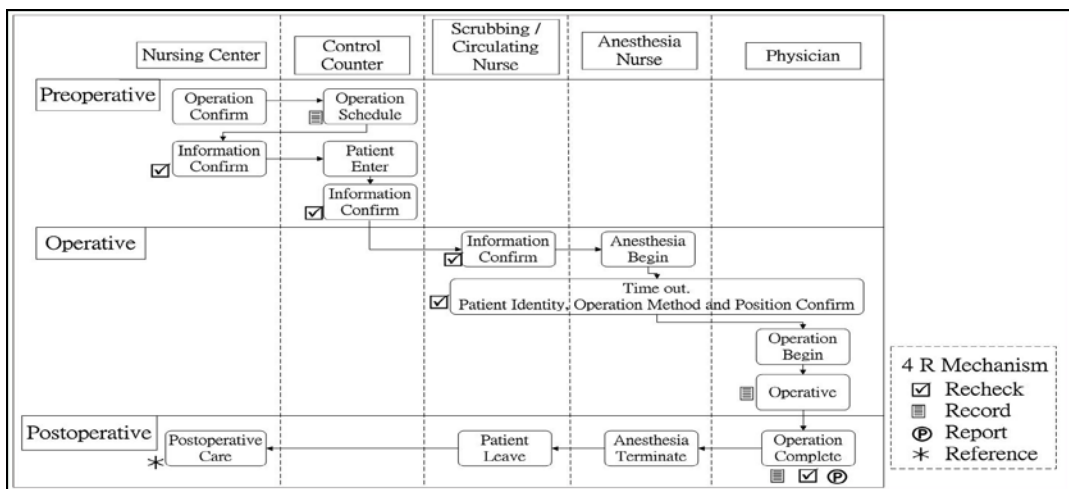 Nursing Center
Control
Counter
Scrubbing /
Circulating
Nurse
Anesthesia
Nurse
Physician
Preoperative
Operation
Confirm
Operation
Schedule
Information
Confirm
Patient
Enter
Information
Confirm
Operative
Information
Confirm
Anesthesia
Begin
Time out.
Patient Identity, Operation Method and Position Confirm
Operation
Begin
Operative
Postoperative
Postoperative
Care
Patient
Leave
Anesthesia
Terminate
Operation
Complete
P
4 R Mechanism
Recheck
Record
P Report
Reference